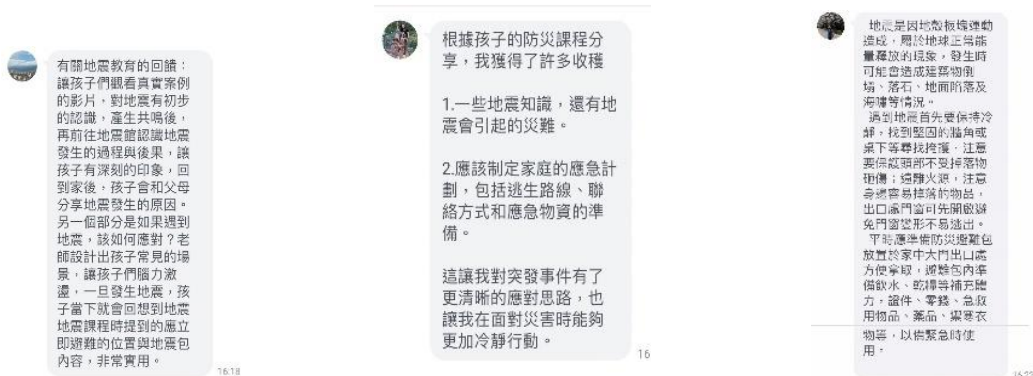 有關地震教育的回饋：
讓孩子們觀看真實案例
的影片，對地震有初步
的認識，產生共鳴後，
再前往地震館認識地震
發生的過程與後果，讓
孩子有深刻的印象，回
到家後，孩子會和父母
分享地震發生的原因。
另一個部分是如果遇到
地震，該如何應對？老
師設計出孩子常見的場
景，讓孩子們腦力激
盪，一旦發生地震，孩
子當下就會回想到地震
地震課程時提到的應立
即避難的位置與地震包
內容，非常實用。
16:18
根據孩子的防災課程分
享，我獲得了許多收穫
1.一些地震知識，還有地
震會引起的災難。
2.應該制定家庭的應急計
劃，包括逃生路線、聯
絡方式和應急物資的準
備。
這讓我對突發事件有了
更清晰的應對思路，也
讓我在面對災害時能夠
更加冷靜行動。
16
地震是因地殼板塊運動
造成，屬於地球正常能
量釋放的現象，發生時
可能會造成建築物倒
塌、落石、地面陷落及
海嘯等情況。
遇到地震首先要保持冷
靜，找到堅固的牆角或
桌下等尋找掩護，注意
要保護頭部不受掉落物
砸傷；遠離火源，注意
身邊容易掉落的物品，
出口處門窗可先開啟避
免門窗變形不易逃出。
平時應準備防災避難包
放置於家中大門出口處
方便拿取，避難包內準
備飲水、乾糧等補充體
力，證件、零錢、急救
用物品、藥品、禦寒衣
物等，以備緊急時使
用。